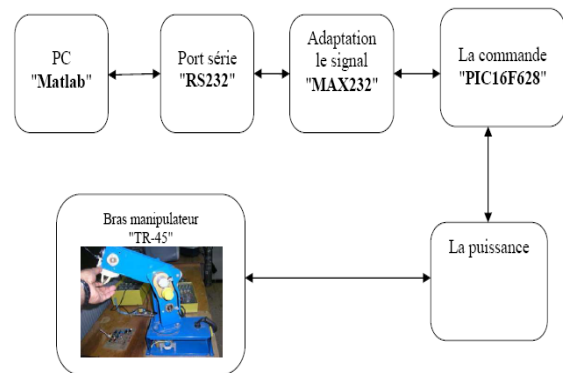 PC
"Matlab"
Port série
"RS232"
Adaptation
le signal
"MAX232"
La commande
"PIC16F628"
Bras manipulateur
"TR-45"
La puissance